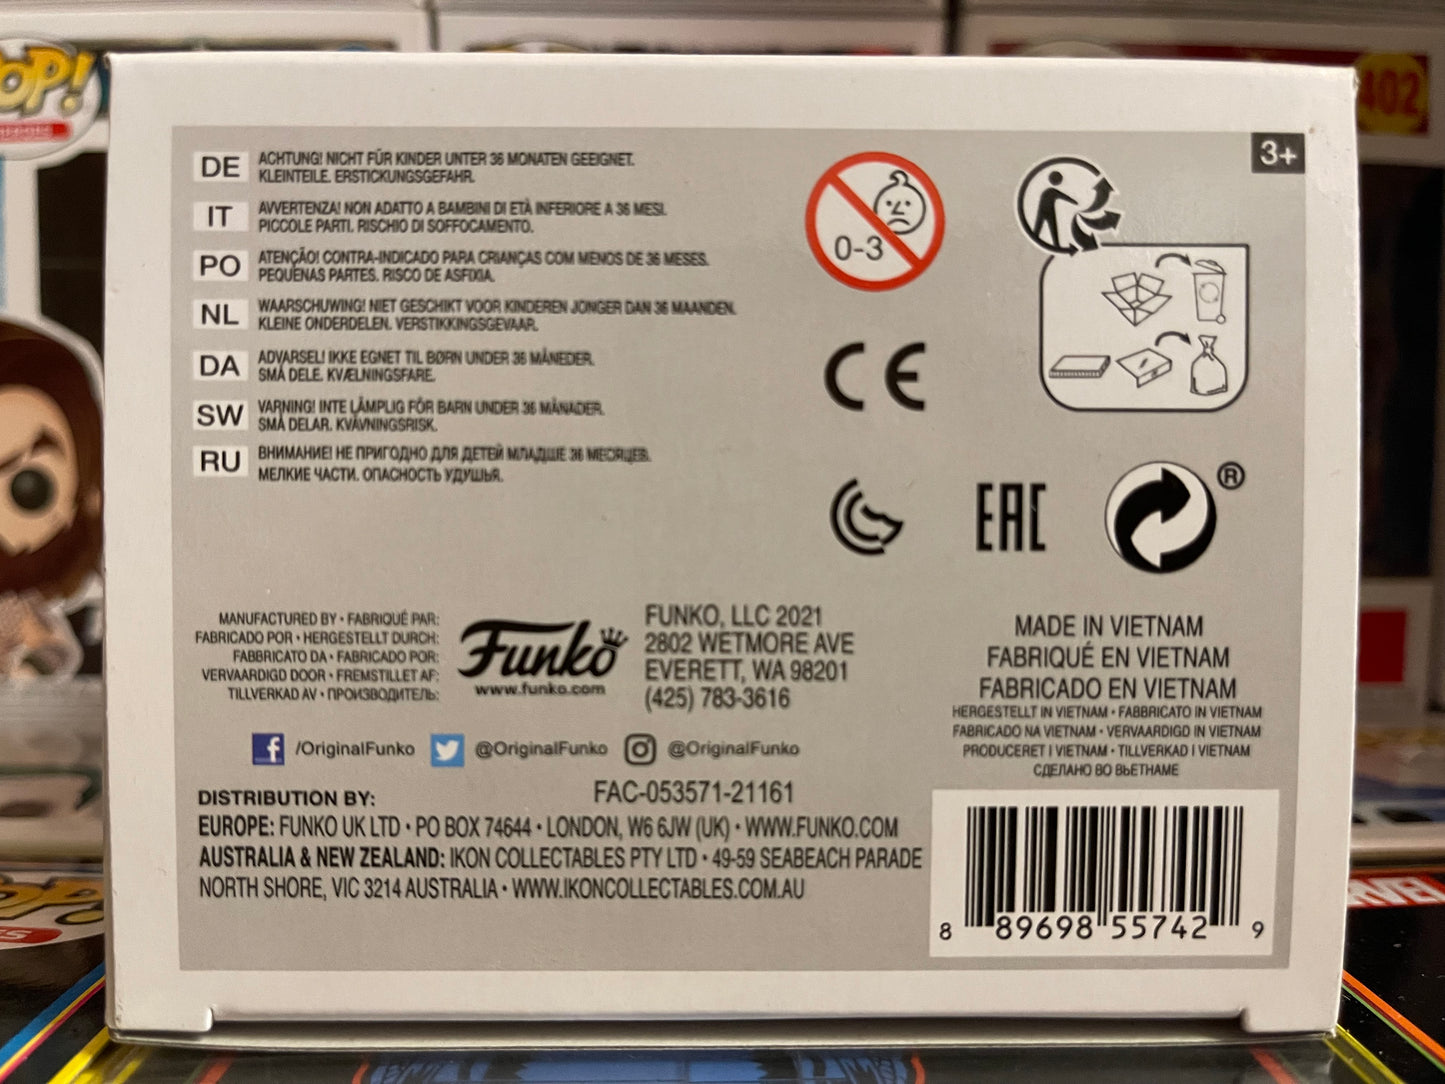 POP!
402
3+
DE
ACHTUNG! NICHT FÜR KINDER UNTER 36 MONATEN GEEIGNET.
KLEINTEILE. ERSTICKUNGSGEFAHR.
IT
AVVERTENZA! NON ADATTO A BAMBINI DI ETÀ INFERIORE A 36 MESI.
PICCOLE PARTI. RISCHIO DI SOFFOCAMENTO.
PO
ATENÇÃO! CONTRA-INDICADO PARA CRIANÇAS COM MENOS DE 36 MESES.
PEQUENAS PARTES. RISCO DE ASFIXIA.
NL
WAARSCHUWING! NIET GESCHIKT VOOR KINDEREN JONGER DAN 36 MAANDEN.
KLEINE ONDERDELEN. VERSTIKKINGSGEVAAR.
DA
ADVARSEL! IKKE EGNET TIL BØRN UNDER 36 MÅNEDER.
SMÅ DELE. KVÆLNINGSFARE.
SW
VARNING! INTE LÄMPLIG FÖR BARN UNDER 36 MÅNADER.
SMÅ DELAR. KVÄVNINGSRISK.
RU
ВНИМАНИЕ! НЕ ПРИГОДНО ДЛЯ ДЕТЕЙ МЛАДШЕ 36 МЕСЯЦЕВ.
МЕЛКИЕ ЧАСТИ. ОПАСНОСТЬ УДУШЬЯ.
0-3
CE
EAC
®
MANUFACTURED BY • FABRIQUÉ PAR:
FABRICADO POR • HERGESTELLT DURCH:
FABBRICATO DA • FABRICADO POR:
VERVAARDIGD DOOR • FREMSTILLET AF:
TILLVERKAD AV • ПРОИЗВОДИТЕЛЬ:
Funko
www.funko.com
FUNKO, LLC 2021
2802 WETMORE AVE
EVERETT, WA 98201
(425) 783-3616
MADE IN VIETNAM
FABRIQUÉ EN VIETNAM
FABRICADO EN VIETNAM
HERGESTELLT IN VIETNAM • FABBRICATO IN VIETNAM
FABRICADO NA VIETNAM • VERVAARDIGD IN VIETNAM
PRODUCERET I VIETNAM • TILLVERKAD I VIETNAM
СДЕЛАНО ВО ВЬЕТНАМЕ
/OriginalFunko @OriginalFunko @OriginalFunko
FAC-053571-21161
DISTRIBUTION BY:
EUROPE: FUNKO UK LTD • PO BOX 74644 • LONDON, W6 6JW (UK) • WWW.FUNKO.COM
AUSTRALIA & NEW ZEALAND: IKON COLLECTABLES PTY LTD • 49-59 SEABEACH PARADE
NORTH SHORE, VIC 3214 AUSTRALIA • WWW.IKONCOLLECTABLES.COM.AU
8 89698 55742 9